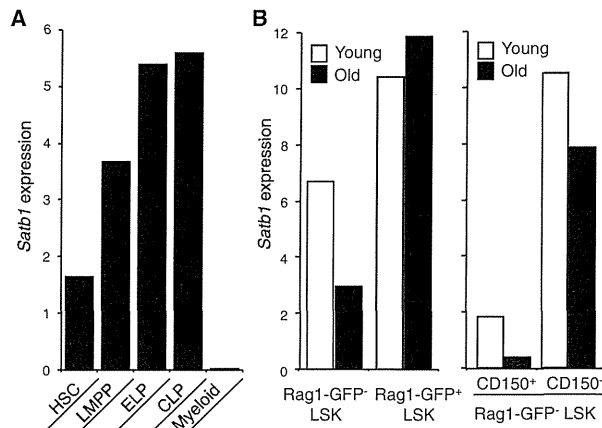 A
Satb1 expression
6
5
4
3
2
1
0
HSC
LMPP
ELP
CLP
Myeloid
B
Satb1 expression
12
10
8
6
4
2
0
Young
Old
Rag1-GFP⁻
LSK
Rag1-GFP⁺
LSK
Young
Old
CD150⁺
CD150⁻
Rag1-GFP⁻ LSK